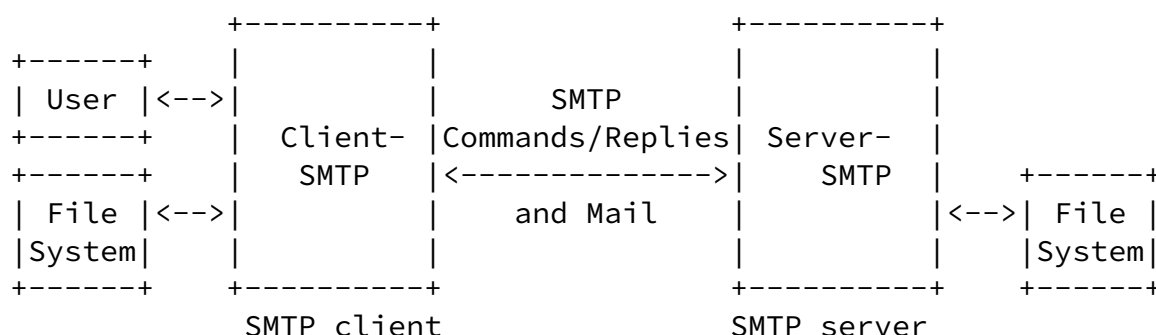 +----------+                +----------+
+------+    |          |                |          |
| User |<-->|          |      SMTP      |          |
+------+    |  Client- |Commands/Replies| Server-  |
+------+    |   SMTP   |<-------------->|    SMTP  |    +------+
| File |<-->|          |    and Mail    |          |<-->| File |
|System|    |          |                |          |    |System|
+------+    +----------+                +----------+    +------+
             SMTP client                SMTP server